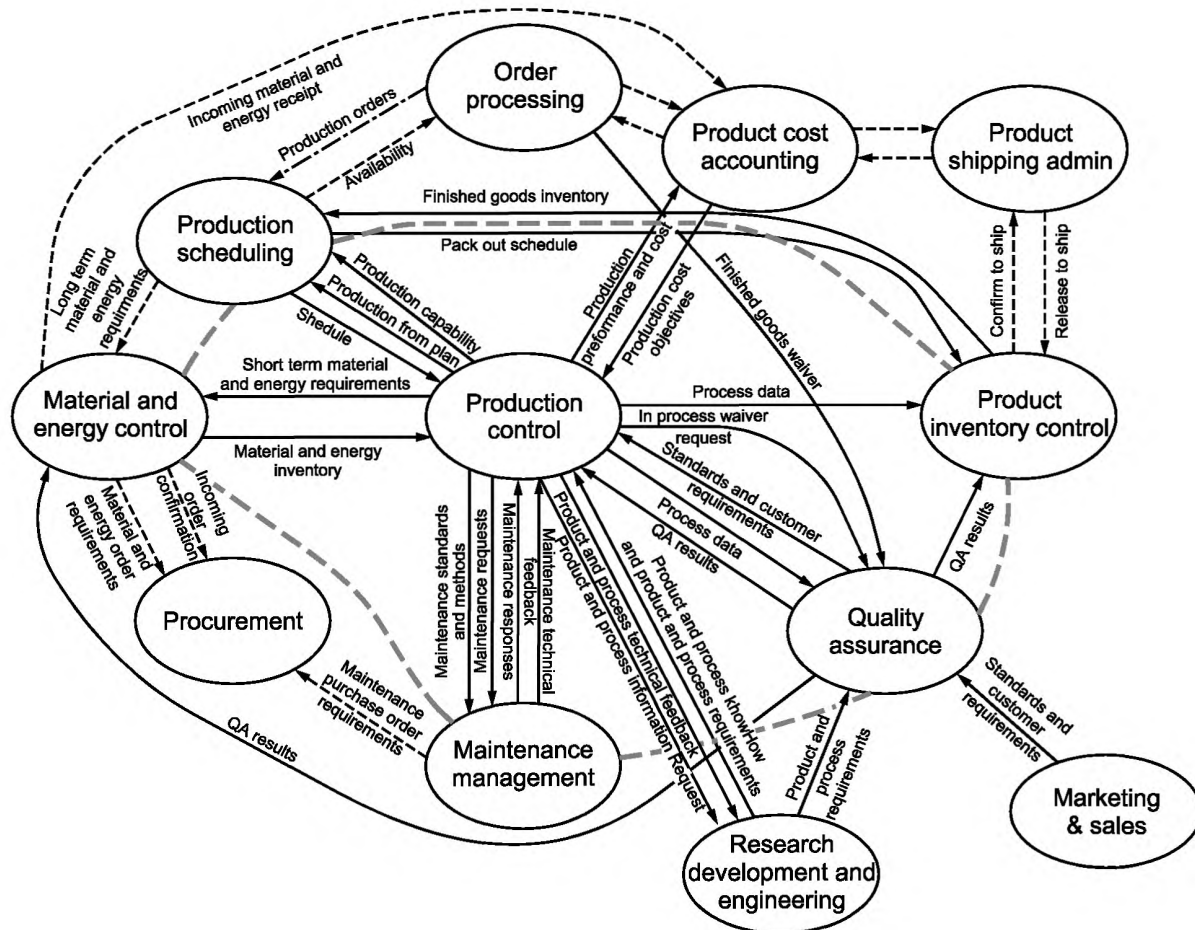 Order
processing
Incoming material and
energy receipt
Production orders
Availability
Product cost
accounting
Product
shipping admin
Production
scheduling
Finished goods inventory
Pack out schedule
Confirm to ship
Release to ship
Long term
material and
energy
requirments
Production capability
Production from plan
Shedule
Production
preformance and cost
Production cost
objectives
Finished goods waiver
Short term material
and energy requirements
Material and
energy control
Material and energy
inventory
Production
control
Process data
In process waiver
request
Product
inventory control
Standards and customer
requirements
Process data
QA results
QA results
Incoming
order
confirmation
Material and
energy order
requirements
Procurement
Maintenance standards
and methods
Maintenance requests
Maintenance responses
Maintenance technical
feedback
Product and process knowHow
and product and process requirements
Product and process technical feedback
Product and process information Request
Quality
assurance
Maintenance
purchase order
requirements
QA results
Maintenance
management
Product and
process
requirements
Standards and
customer
requirements
Marketing
& sales
Research
development and
engineering